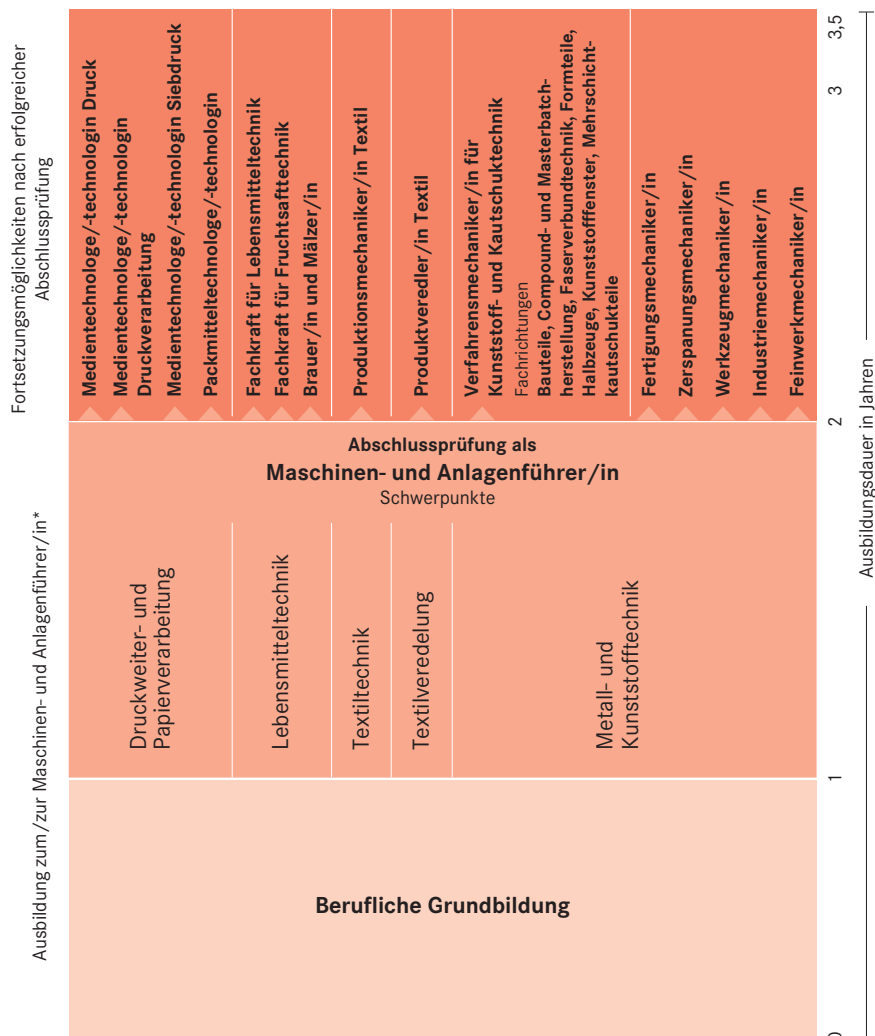 Fortsetzungsmöglichkeiten nach erfolgreicher
Abschlussprüfung
Medientechnologe/-technologin Druck
Medientechnologe/-technologin
Druckverarbeitung
Medientechnologe/-technologin Siebdruck
Packmitteltechnologe/-technologin
Fachkraft für Lebensmitteltechnik
Fachkraft für Fruchtsafttechnik
Brauer/in und Mälzer/in
Produktionsmechaniker/in Textil
Produktveredler/in Textil
Verfahrensmechaniker/in für
Kunststoff- und Kautschuktechnik
Fachrichtungen
Bauteile, Compound- und Masterbatch-
herstellung, Faserverbundtechnik, Formteile,
Halbzeuge, Kunststofffenster, Mehrschicht-
kautschukteile
Fertigungsmechaniker/in
Zerspanungsmechaniker/in
Werkzeugmechaniker/in
Industriemechaniker/in
Feinwerkmechaniker/in
Ausbildung zum/zur Maschinen- und Anlagenführer/in*
Abschlussprüfung als
Maschinen- und Anlagenführer/in
Schwerpunkte
Druckweiter- und
Papierverarbeitung
Lebensmitteltechnik
Textiltechnik
Textilveredelung
Metall- und
Kunststofftechnik
Berufliche Grundbildung
0
1
2
3
3,5
Ausbildungsdauer in Jahren